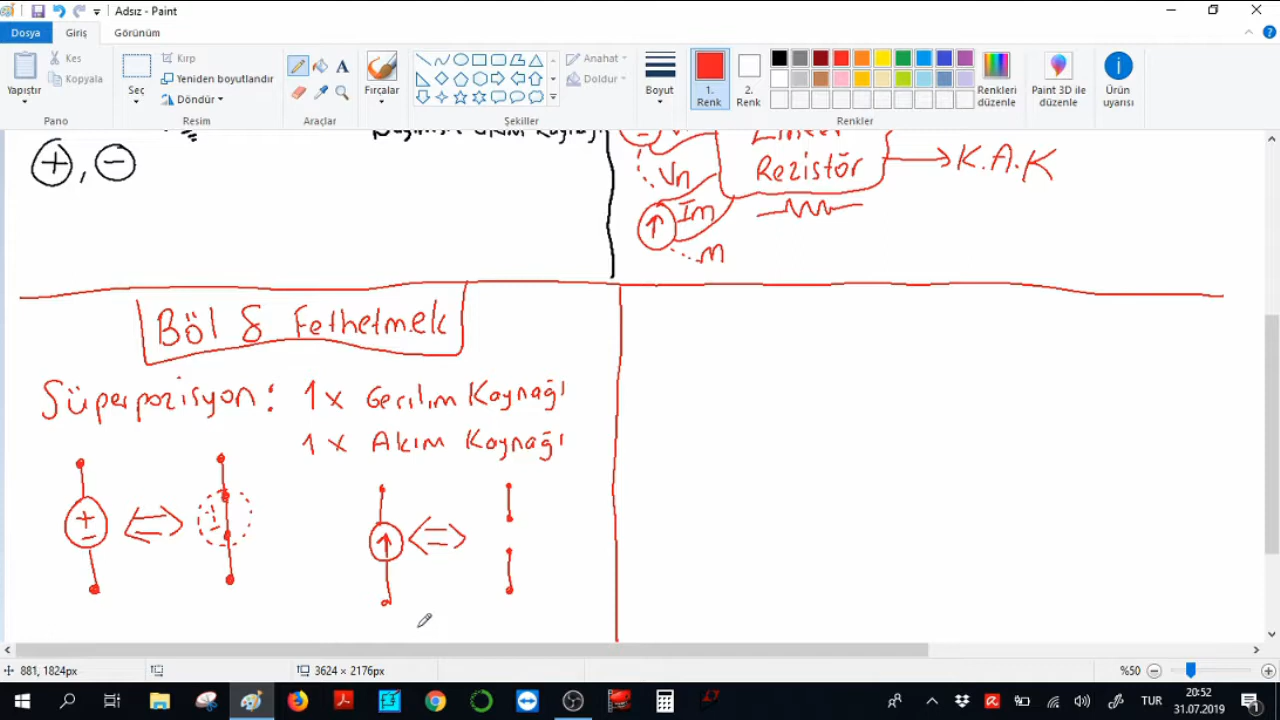 Adsız - Paint
Dosya Giriş Görünüm
Yapıştır
Kes
Kopyala
Pano
Seç
Kırp
Yeniden boyutlandır
Döndür
Resim
A
Araçlar
Fırçalar
Anahat
Doldur
Şekiller
Boyut
1. Renk
2. Renk
Renkleri düzenle
Renkler
Paint 3D ile düzenle
Ürün uyarısı
+, -
Vn
Im
...m
Lineer
Rezistör
K.A.K
Böl & Fethetmek
Süperpozisyon: 1x Gerilim Kaynağı
1x Akım Kaynağı
881, 1824px
3624 × 2176px
%50
TUR
20:52
31.07.2019